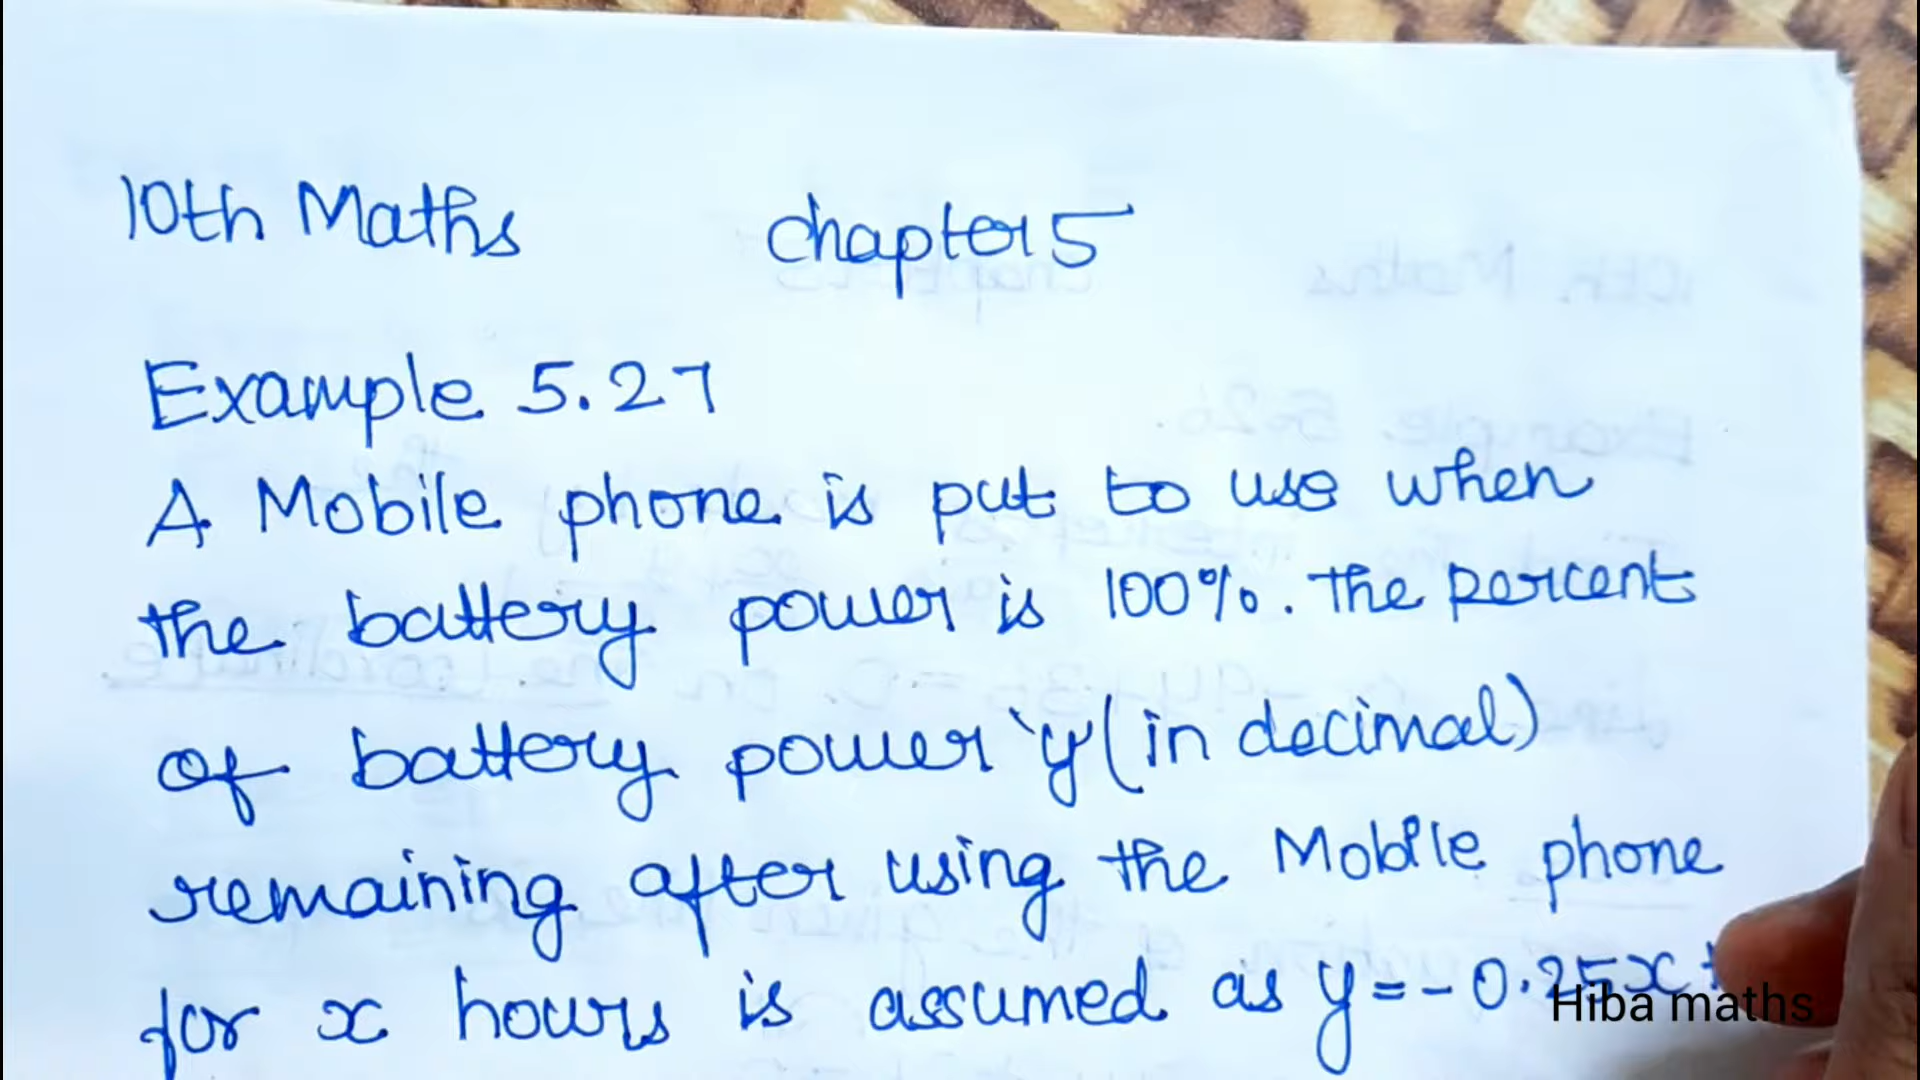 10th Maths chapter 5
Example 5.27
A Mobile phone is put to use when
the battery power is 100%. The percent
of battery power 'y (in decimal)
remaining after using the Mobile phone
for x hours is assumed as y = - 0.25x +
Hiba maths